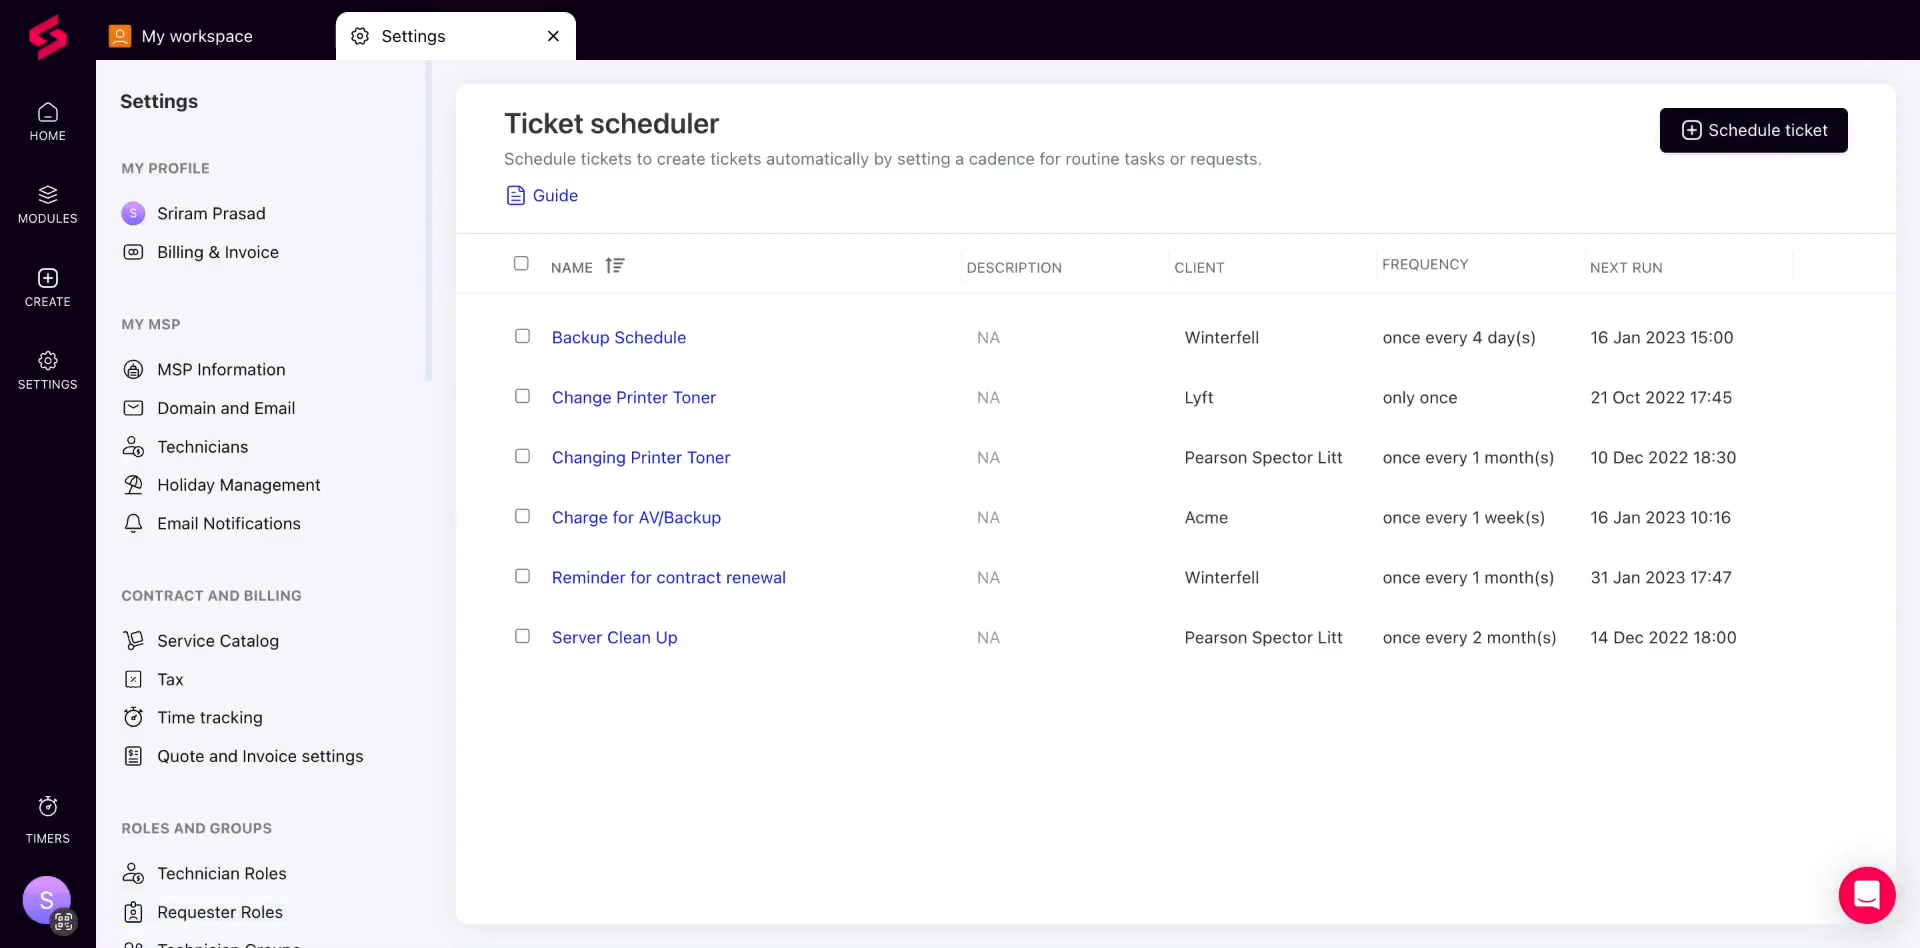 My workspace
Settings
HOME
MODULES
CREATE
SETTINGS
TIMERS
S
Settings
MY PROFILE
S Sriram Prasad
Billing & Invoice
MY MSP
MSP Information
Domain and Email
Technicians
Holiday Management
Email Notifications
CONTRACT AND BILLING
Service Catalog
Tax
Time tracking
Quote and Invoice settings
ROLES AND GROUPS
Technician Roles
Requester Roles
Technician Groups
Ticket scheduler
Schedule ticket
Schedule tickets to create tickets automatically by setting a cadence for routine tasks or requests.
Guide
NAME DESCRIPTION CLIENT FREQUENCY NEXT RUN
Backup Schedule NA Winterfell once every 4 day(s) 16 Jan 2023 15:00
Change Printer Toner NA Lyft only once 21 Oct 2022 17:45
Changing Printer Toner NA Pearson Spector Litt once every 1 month(s) 10 Dec 2022 18:30
Charge for AV/Backup NA Acme once every 1 week(s) 16 Jan 2023 10:16
Reminder for contract renewal NA Winterfell once every 1 month(s) 31 Jan 2023 17:47
Server Clean Up NA Pearson Spector Litt once every 2 month(s) 14 Dec 2022 18:00